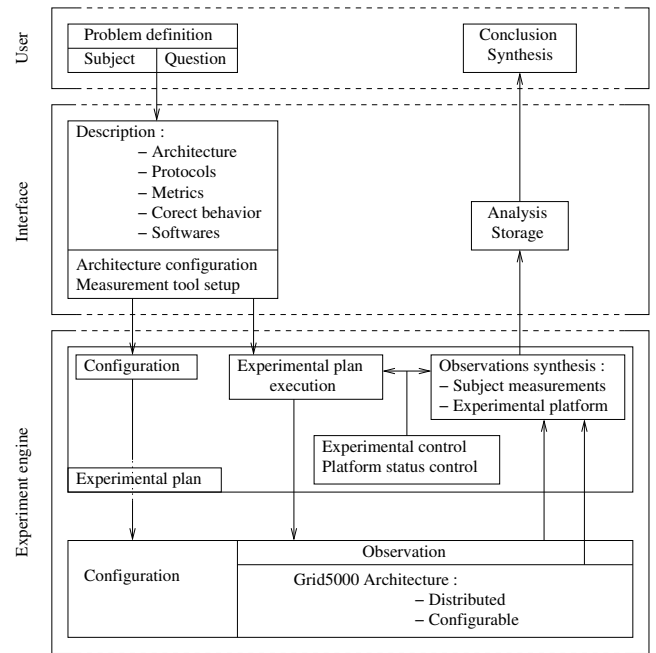 User
Problem definition
Subject
Question
Conclusion
Synthesis
Interface
Description :
– Architecture
– Protocols
– Metrics
– Corect behavior
– Softwares
Architecture configuration
Measurement tool setup
Analysis
Storage
Experiment engine
Configuration
Experimental plan
execution
Observations synthesis :
– Subject measurements
– Experimental platform
Experimental control
Platform status control
Experimental plan
Configuration
Observation
Grid5000 Architecture :
– Distributed
– Configurable